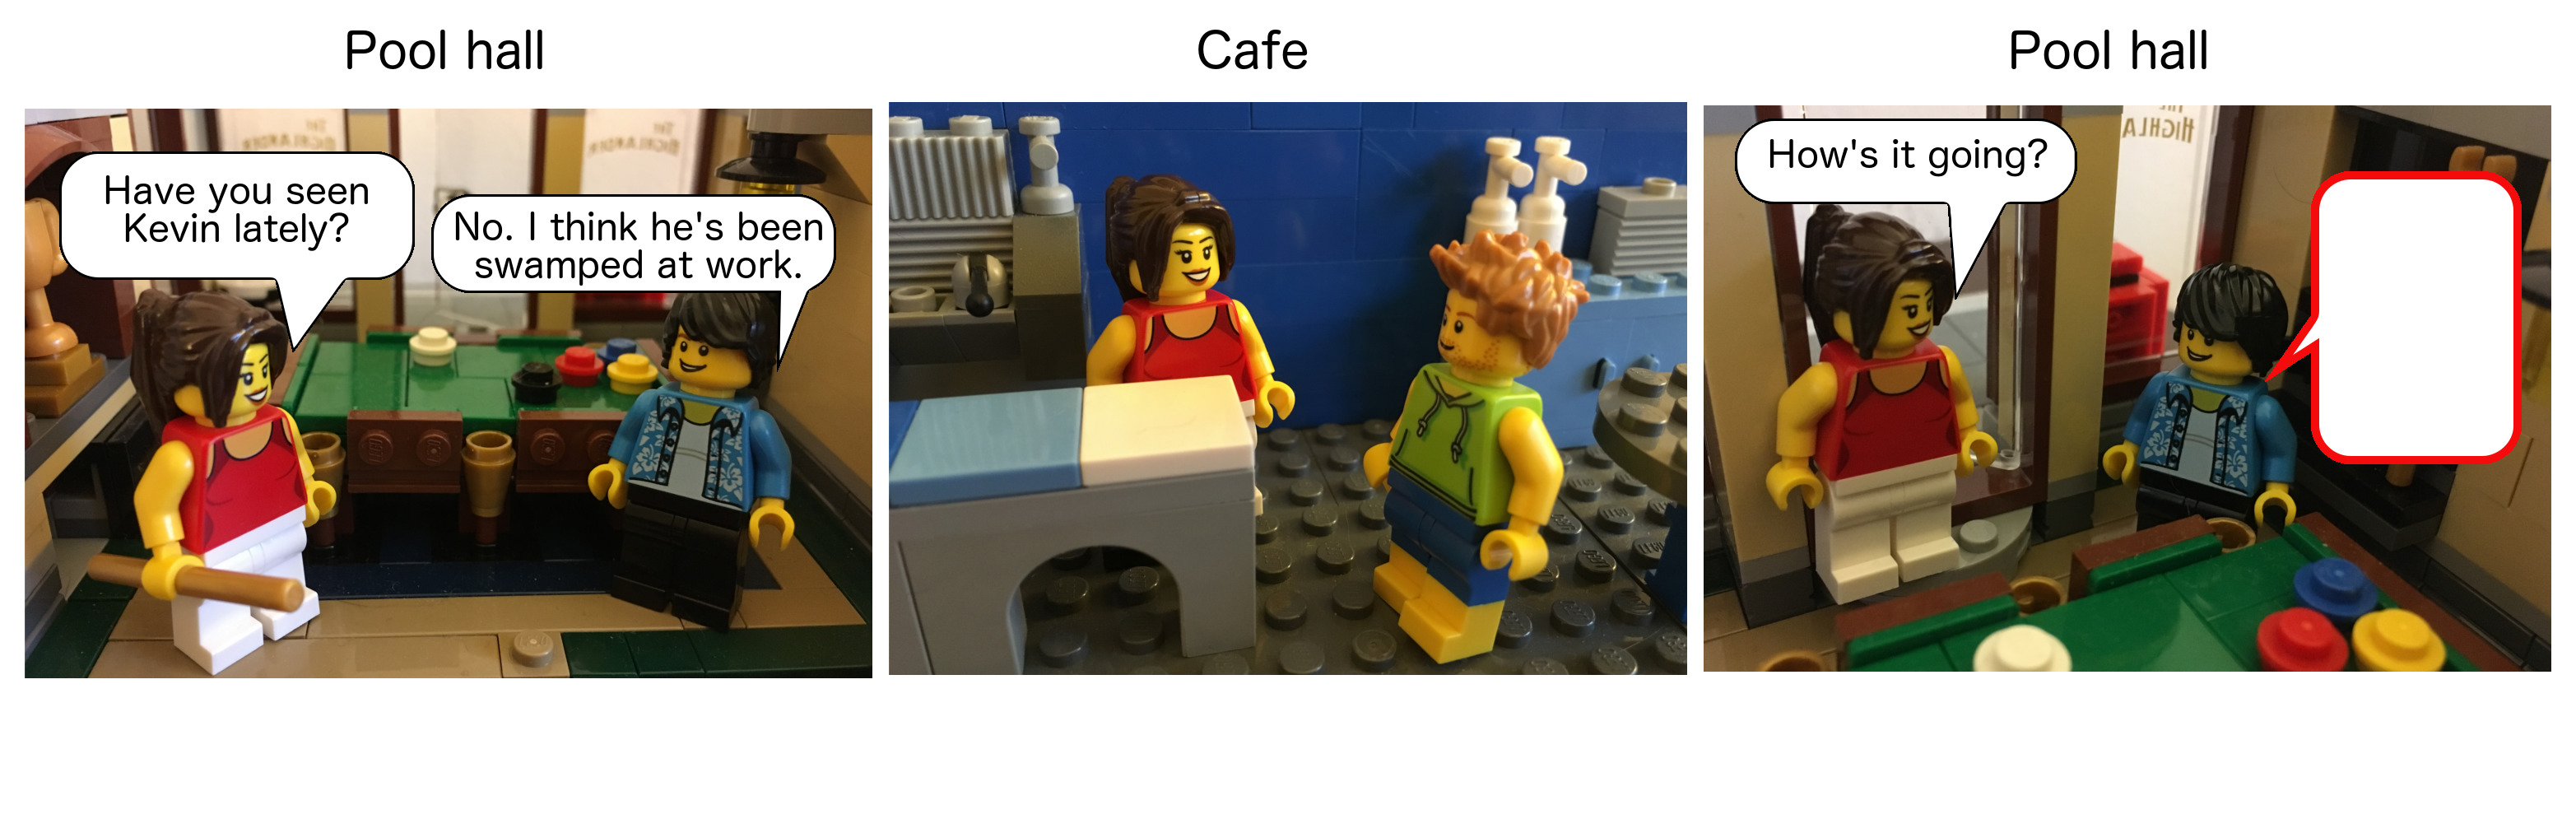 Pool hall
Have you seen
Kevin lately?
No. I think he's been
swamped at work.
Cafe
Pool hall
How's it going?